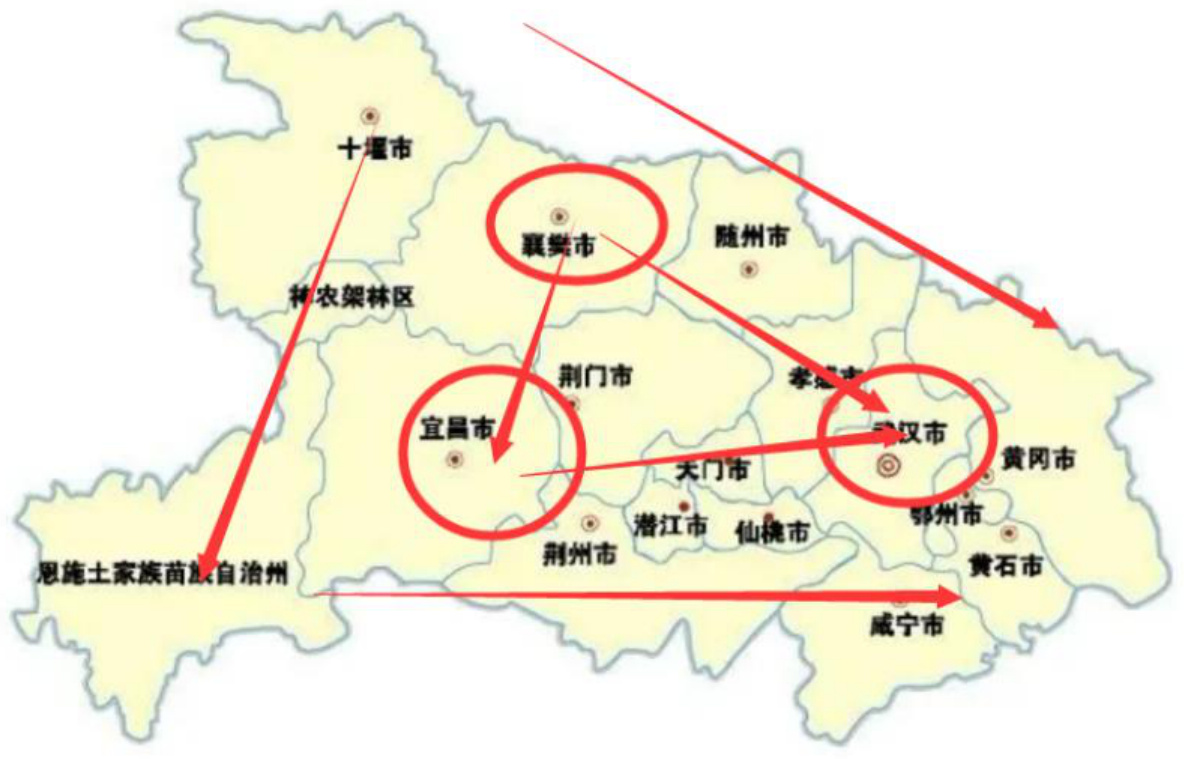 十堰市
襄樊市
随州市
神农架林区
荆门市
孝感市
宜昌市
武汉市
黄冈市
天门市
鄂州市
潜江市
仙桃市
荆州市
黄石市
恩施土家族苗族自治州
咸宁市